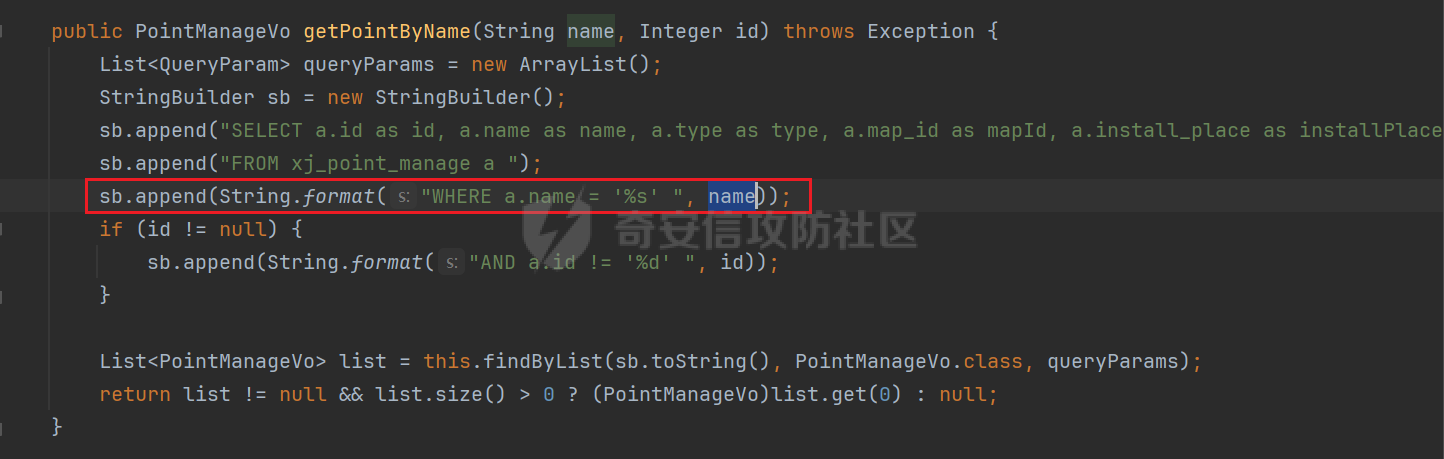 public PointManageVo getPointByName(String name, Integer id) throws Exception {
List<QueryParam> queryParams = new ArrayList();
StringBuilder sb = new StringBuilder();
sb.append("SELECT a.id as id, a.name as name, a.type as type, a.map_id as mapId, a.install_place as installPlace
sb.append("FROM xj_point_manage a ");
sb.append(String.format( s: "WHERE a.name = '%s' ", name));
if (id != null) {
sb.append(String.format( s: "AND a.id != '%d' ", id));
}
List<PointManageVo> list = this.findByList(sb.toString(), PointManageVo.class, queryParams);
return list != null && list.size() > 0 ? (PointManageVo)list.get(0) : null;
}
奇安信攻防社区